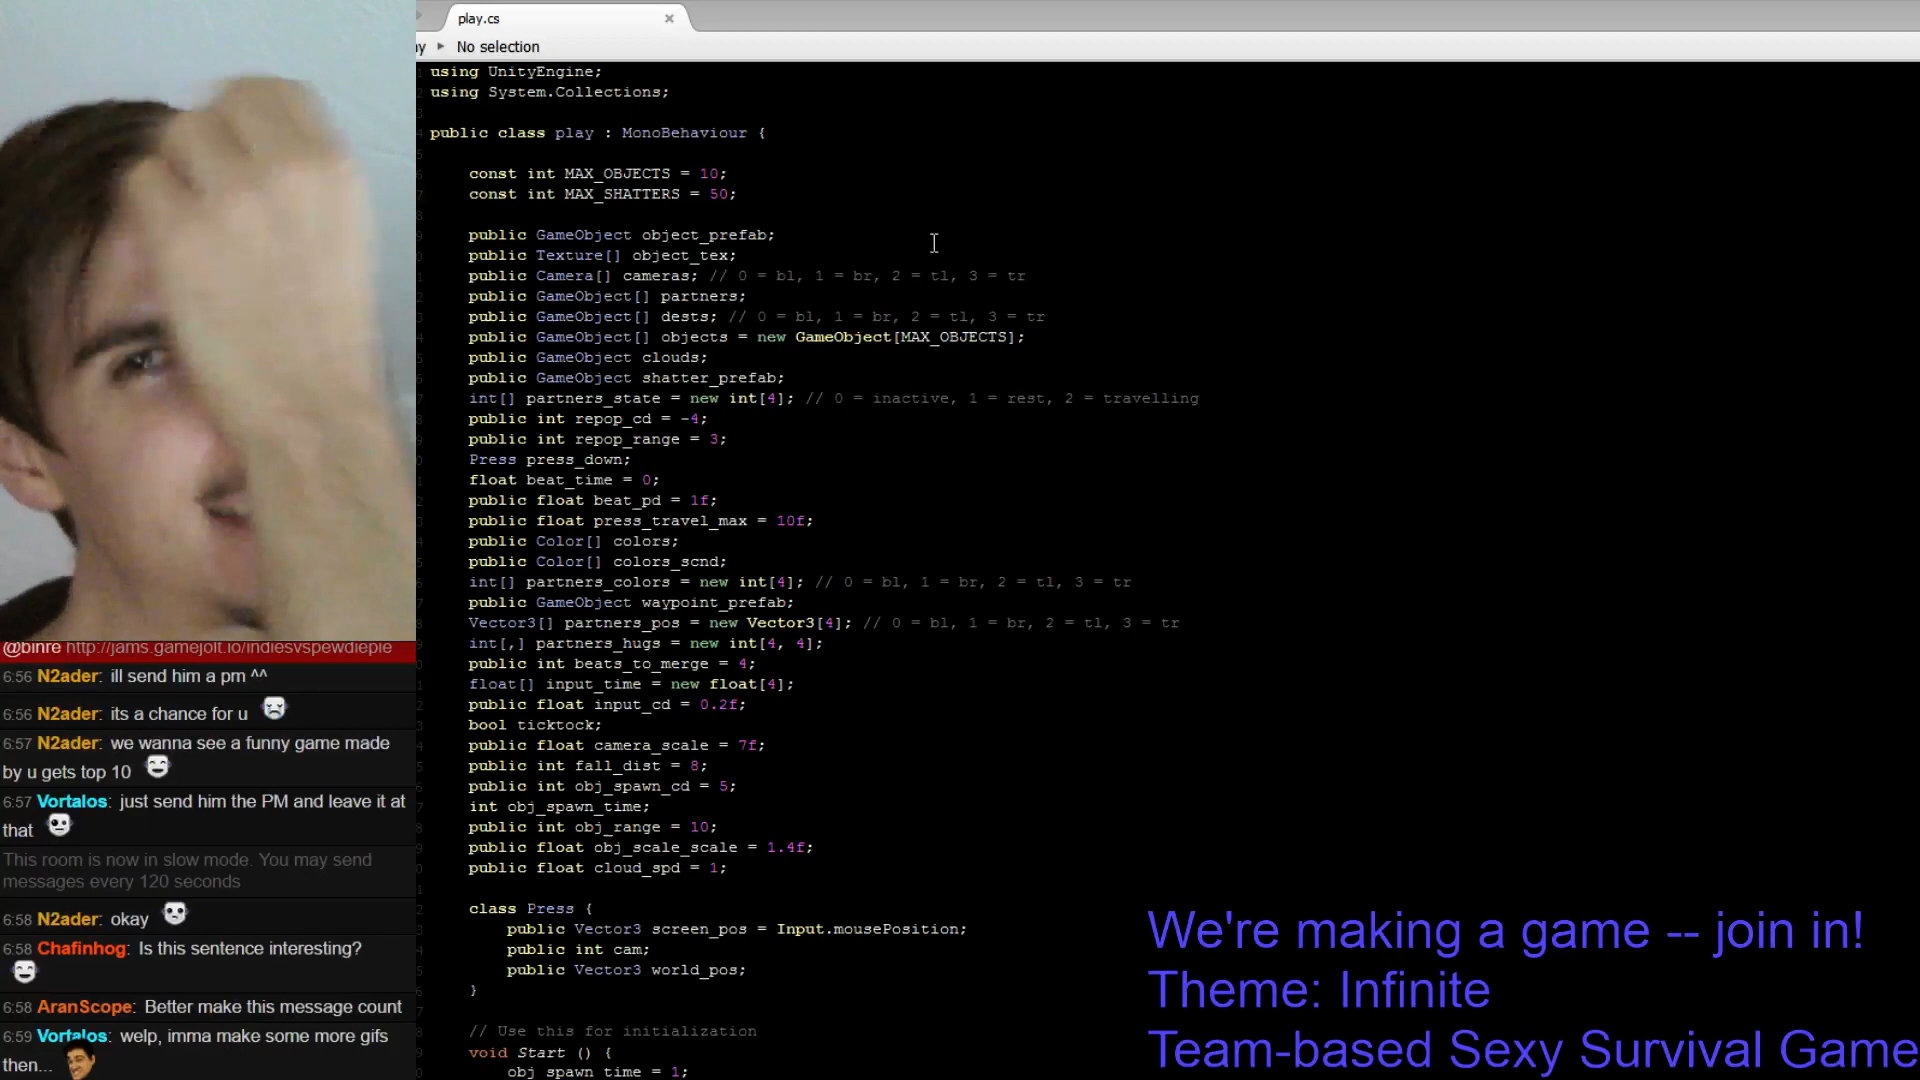 play.cs
No selection
using UnityEngine;
using System.Collections;
public class play : MonoBehaviour {
const int MAX_OBJECTS = 10;
const int MAX_SHATTERS = 50;
public GameObject object_prefab;
public Texture[] object_tex;
public Camera[] cameras; // 0 = bl, 1 = br, 2 = tl, 3 = tr
public GameObject[] partners;
public GameObject[] dests; // 0 = bl, 1 = br, 2 = tl, 3 = tr
public GameObject[] objects = new GameObject[MAX_OBJECTS];
public GameObject clouds;
public GameObject shatter_prefab;
int[] partners_state = new int[4]; // 0 = inactive, 1 = rest, 2 = travelling
public int repop_cd = -4;
public int repop_range = 3;
Press press_down;
float beat_time = 0;
public float beat_pd = 1f;
public float press_travel_max = 10f;
public Color[] colors;
public Color[] colors_scnd;
int[] partners_colors = new int[4]; // 0 = bl, 1 = br, 2 = tl, 3 = tr
public GameObject waypoint_prefab;
Vector3[] partners_pos = new Vector3[4]; // 0 = bl, 1 = br, 2 = tl, 3 = tr
int[,] partners_hugs = new int[4, 4];
public int beats_to_merge = 4;
float[] input_time = new float[4];
public float input_cd = 0.2f;
bool ticktock;
public float camera_scale = 7f;
public int fall_dist = 8;
public int obj_spawn_cd = 5;
int obj_spawn_time;
public int obj_range = 10;
public float obj_scale_scale = 1.4f;
public float cloud_spd = 1;
class Press {
public Vector3 screen_pos = Input.mousePosition;
public int cam;
public Vector3 world_pos;
}
// Use this for initialization
void Start () {
obj_spawn_time = 1;
@binre http://jams.gamejolt.io/indiesvspewdiepie
6:56 N2ader: ill send him a pm ^^
6:56 N2ader: its a chance for u
6:57 N2ader: we wanna see a funny game made
by u gets top 10
6:57 Vortalos: just send him the PM and leave it at
that
This room is now in slow mode. You may send
messages every 120 seconds
6:58 N2ader: okay
6:58 Chafinhog: Is this sentence interesting?
6:58 AranScope: Better make this message count
6:59 Vortalos: welp, imma make some more gifs
then...
We're making a game -- join in!
Theme: Infinite
Team-based Sexy Survival Game